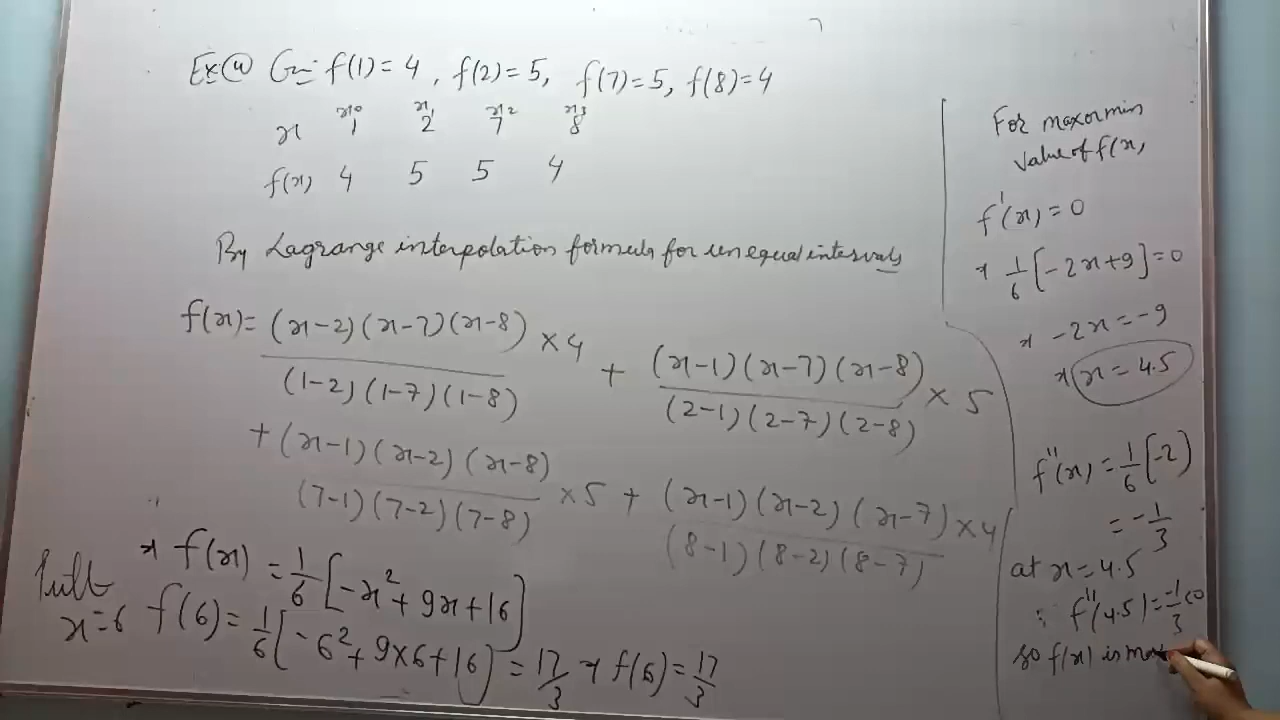 Ex④ Gn:- f(1)=4, f(2)=5, f(7)=5, f(8)=4
x₀ x₁ x₂ x₃
x 1 2 7 8
f(x) 4 5 5 4
By Lagrange interpolation formula for unequal intervals
f(x)= (x-2)(x-7)(x-8) / (1-2)(1-7)(1-8) ×4 + (x-1)(x-7)(x-8) / (2-1)(2-7)(2-8) × 5
+ (x-1)(x-2)(x-8) / (7-1)(7-2)(7-8) ×5 + (x-1)(x-2)(x-7) / (8-1)(8-2)(8-7) ×4
f(x) = 1/6 [-x²+9x+16]
Putt x=6 f(6)= 1/6 [-6²+9×6+16] = 17/3 f(6)= 17/3
For max or min
value of f(x,
f'(x)=0
1/6 [-2x+9]=0
-2x=-9
x=4.5
f''(x)= 1/6 [-2]
= -1/3
at x=4.5
∴ f''(4.5)= -1/3 <0
so f(x) is max